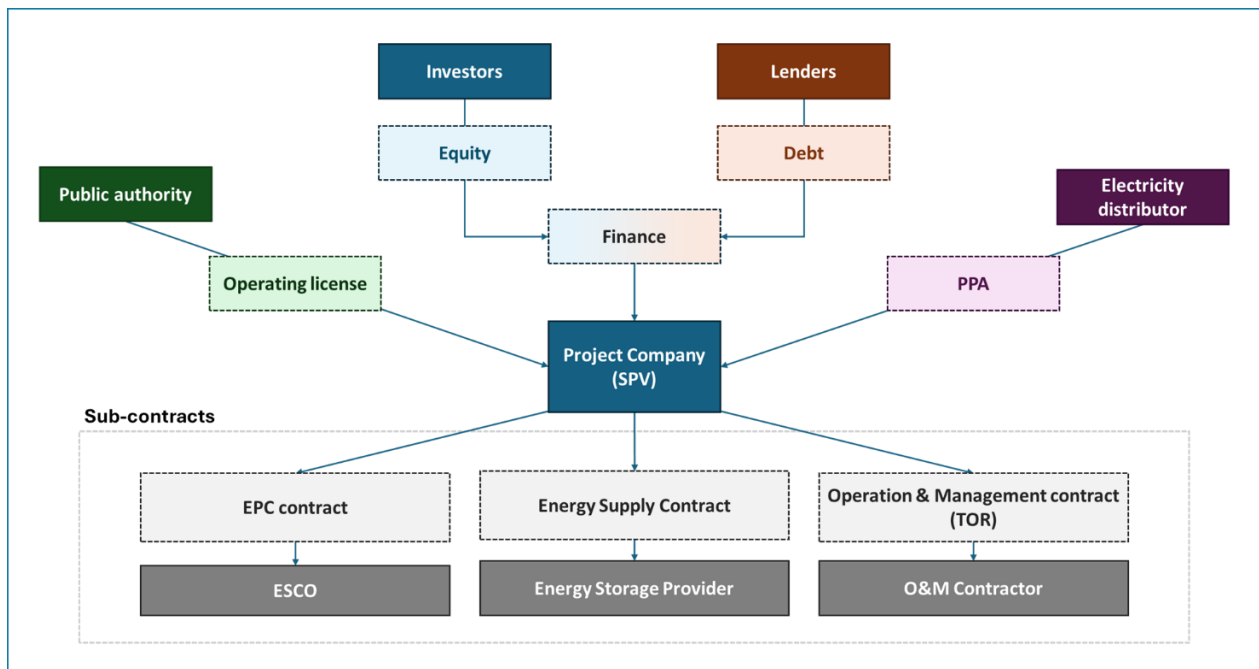 Investors
Lenders
Equity
Debt
Public authority
Electricity
distributor
Finance
Operating license
PPA
Project Company
(SPV)
Sub-contracts
EPC contract
Energy Supply Contract
Operation & Management contract
(TOR)
ESCO
Energy Storage Provider
O&M Contractor